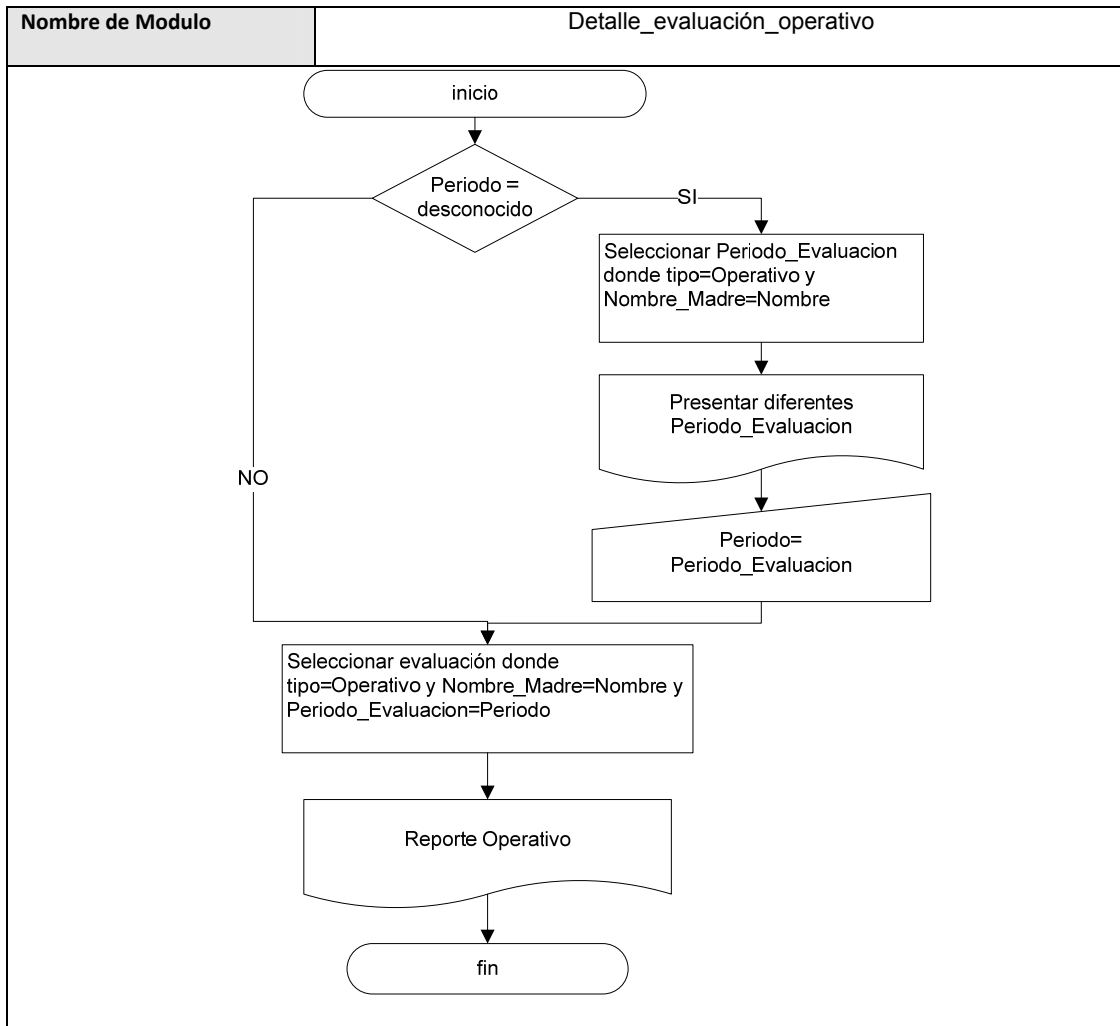 Nombre de Modulo
Detalle_evaluación_operativo
inicio
Periodo =
desconocido
SI
Seleccionar Periodo_Evaluacion
donde tipo=Operativo y
Nombre_Madre=Nombre
Presentar diferentes
Periodo_Evaluacion
NO
Periodo=
Periodo_Evaluacion
Seleccionar evaluación donde
tipo=Operativo y Nombre_Madre=Nombre y
Periodo_Evaluacion=Periodo
Reporte Operativo
fin